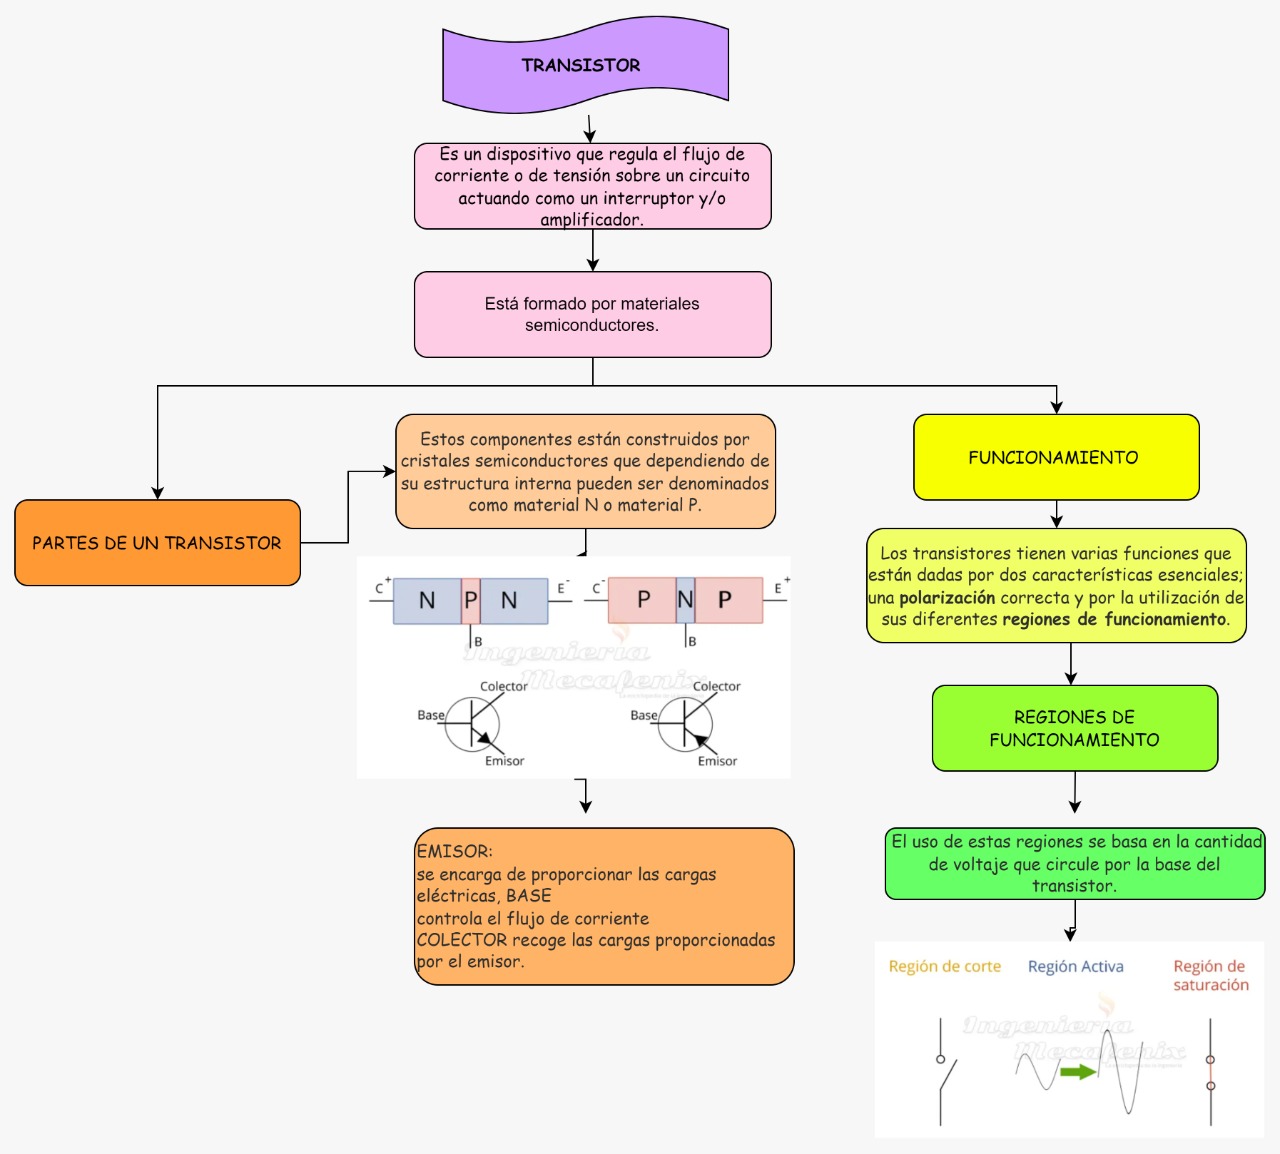 TRANSISTOR
Es un dispositivo que regula el flujo de
corriente o de tensión sobre un circuito
actuando como un interruptor y/o
amplificador.
Está formado por materiales
semiconductores.
PARTES DE UN TRANSISTOR
Estos componentes están construidos por
cristales semiconductores que dependiendo de
su estructura interna pueden ser denominados
como material N o material P.
C+ N P N E-
B
C- P N P E+
B
Ingeniería
Mecafenix
Colector
Base
Emisor
Colector
Base
Emisor
EMISOR:
se encarga de proporcionar las cargas
eléctricas, BASE
controla el flujo de corriente
COLECTOR recoge las cargas proporcionadas
por el emisor.
FUNCIONAMIENTO
Los transistores tienen varias funciones que
están dadas por dos características esenciales;
una polarización correcta y por la utilización de
sus diferentes regiones de funcionamiento.
REGIONES DE
FUNCIONAMIENTO
El uso de estas regiones se basa en la cantidad
de voltaje que circule por la base del
transistor.
Región de corte
Región Activa
Región de
saturación
Ingeniería
Mecafenix